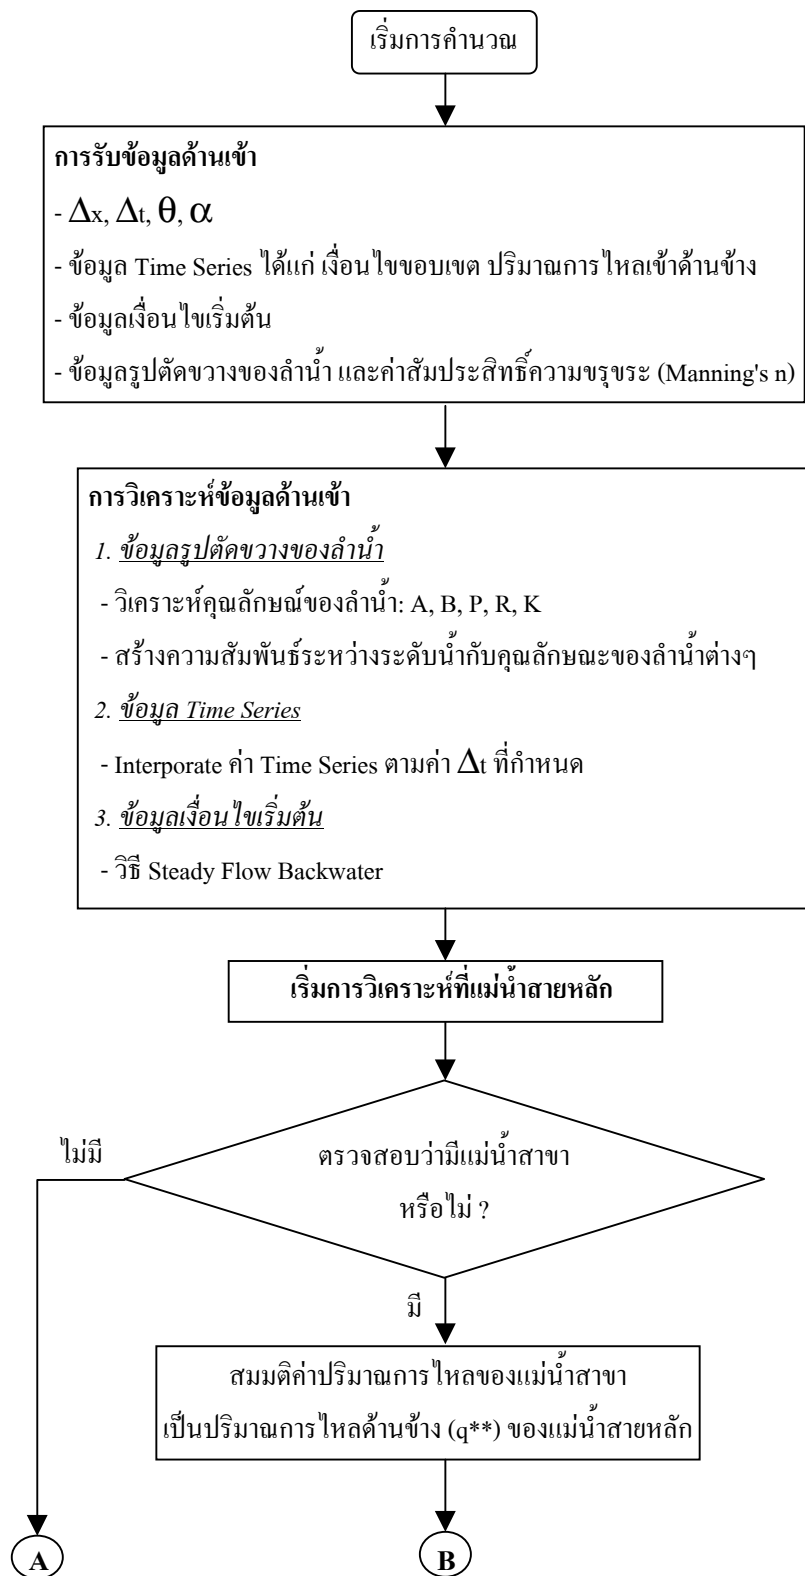 เริ่มการคำนวณ
การรับข้อมูลด้านเข้า
- Δx, Δt, θ, α
- ข้อมูล Time Series ได้แก่ เงื่อนไขขอบเขต ปริมาณการไหลเข้าด้านข้าง
- ข้อมูลเงื่อนไขเริ่มต้น
- ข้อมูลรูปตัดขวางของลำน้ำ และค่าสัมประสิทธิ์ความขรุขระ (Manning's n)
การวิเคราะห์ข้อมูลด้านเข้า
1. ข้อมูลรูปตัดขวางของลำน้ำ
- วิเคราะห์คุณลักษณ์ของลำน้ำ: A, B, P, R, K
- สร้างความสัมพันธ์ระหว่างระดับน้ำกับคุณลักษณะของลำน้ำต่างๆ
2. ข้อมูล Time Series
- Interporate ค่า Time Series ตามค่า Δt ที่กำหนด
3. ข้อมูลเงื่อนไขเริ่มต้น
- วิธี Steady Flow Backwater
เริ่มการวิเคราะห์ที่แม่น้ำสายหลัก
ตรวจสอบว่ามีแม่น้ำสาขา
หรือไม่ ?
ไม่มี
มี
สมมติค่าปริมาณการไหลของแม่น้ำสาขา
เป็นปริมาณการไหลด้านข้าง (q**) ของแม่น้ำสายหลัก
A
B